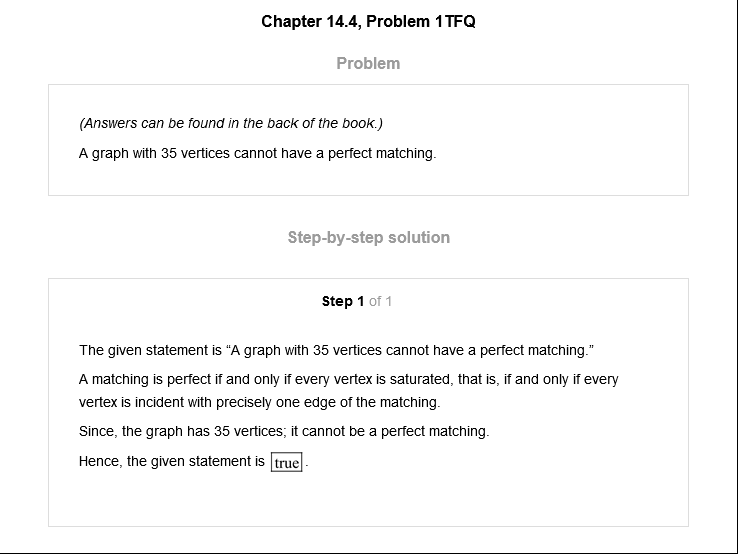 Chapter 14.4, Problem 1TFQ
Problem
(Answers can be found in the back of the book.)
A graph with 35 vertices cannot have a perfect matching.
Step-by-step solution
Step 1 of 1
The given statement is “A graph with 35 vertices cannot have a perfect matching.”
A matching is perfect if and only if every vertex is saturated, that is, if and only if every
vertex is incident with precisely one edge of the matching.
Since, the graph has 35 vertices; it cannot be a perfect matching.
Hence, the given statement is true.